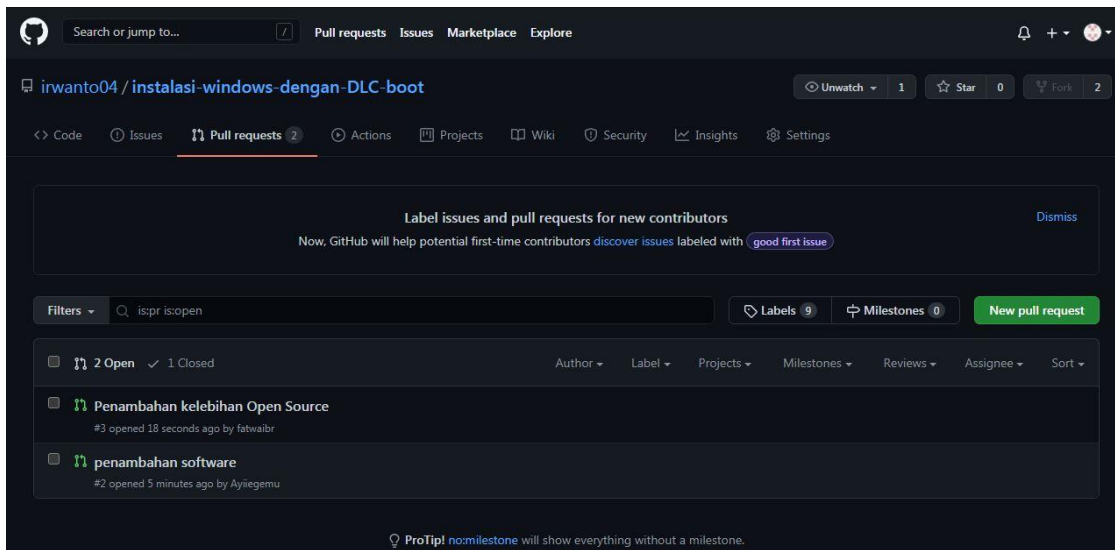 Search or jump to... / Pull requests Issues Marketplace Explore
irwanto04 / instalasi-windows-dengan-DLC-boot Unwatch 1 Star 0 Fork 2
<> Code Issues Pull requests 2 Actions Projects Wiki Security Insights Settings
Label issues and pull requests for new contributors Dismiss
Now, GitHub will help potential first-time contributors discover issues labeled with good first issue
Filters is:pr is:open Labels 9 Milestones 0 New pull request
2 Open 1 Closed Author Label Projects Milestones Reviews Assignee Sort
Penambahan kelebihan Open Source
#3 opened 18 seconds ago by fatwaibr
penambahan software
#2 opened 5 minutes ago by Ayiiegemu
ProTip! no:milestone will show everything without a milestone.